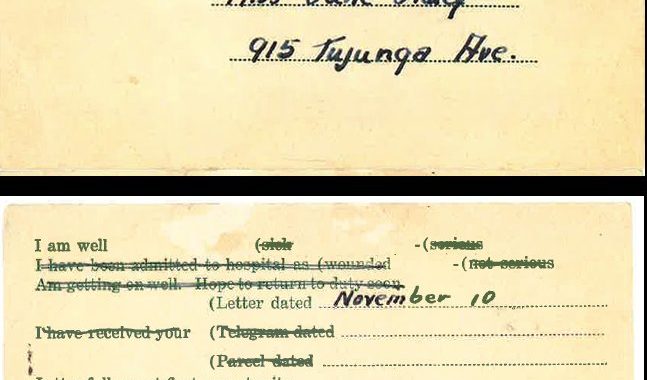 915 Tujunga Ave.
I am well (sick -(serious
I have been admitted to hospital as (wounded -(not serious
Am getting on well. Hope to return to duty soon.
(Letter dated November 10
I have received your (Telegram dated
(Parcel dated